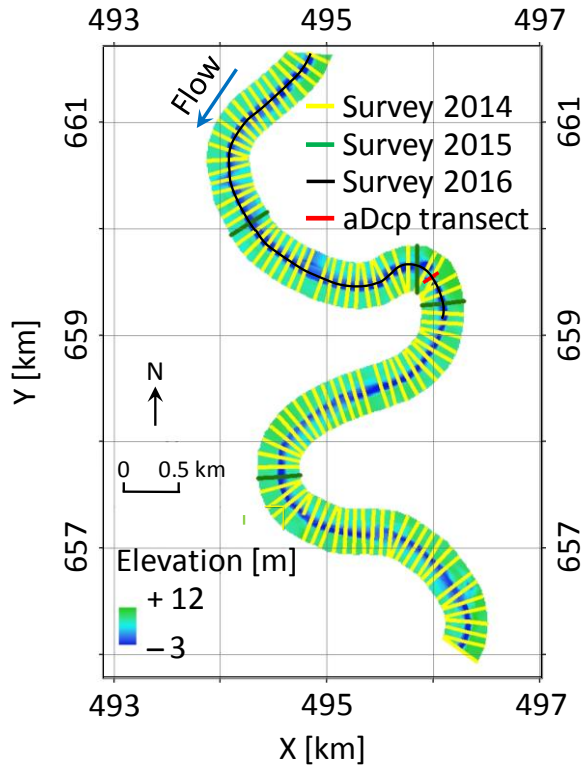 493 495 497
Flow
661 661
Survey 2014
Survey 2015
Survey 2016
aDcp transect
659 659
Y [km]
N
0 0.5 km
657 657
Elevation [m]
+ 12
– 3
493 495 497
X [km]